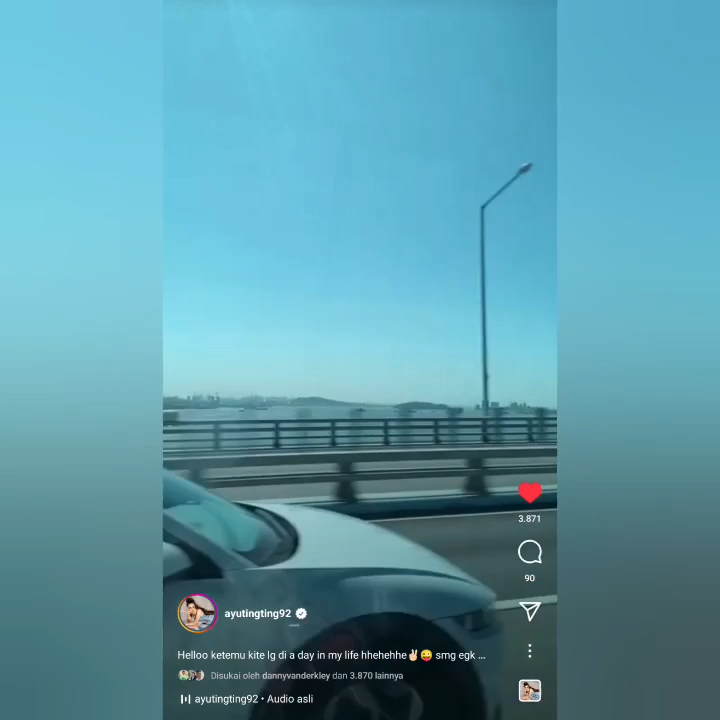 3.871
90
ayutingting92
Helloo ketemu kite lg di a day in my life hhehehhe✌🏻😜 smg egk ...
Disukai oleh dannyvanderkley dan 3.870 lainnya
ayutingting92 • Audio asli